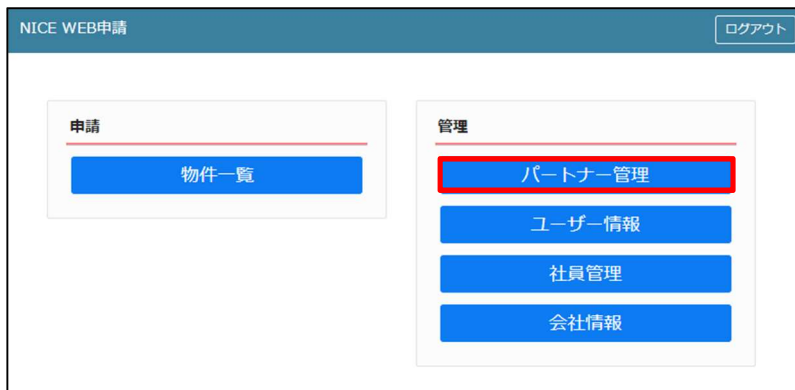 NICE WEB申請
ログアウト
申請
物件一覧
管理
パートナー管理
ユーザー情報
社員管理
会社情報